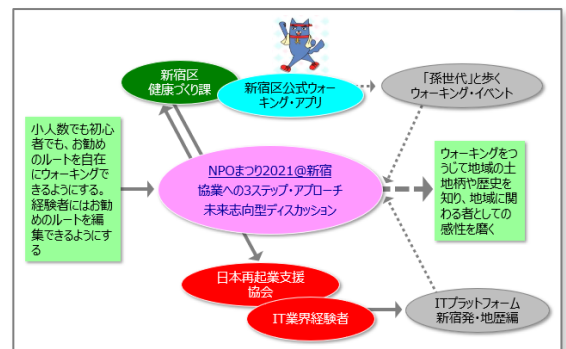 新宿区
健康づくり課
新宿区公式ウォー
キング・アプリ
「孫世代」と歩く
ウォーキング・イベント
小人数でも初心
者でも、お勧め
のルートを自在
にウォーキング
できるようにする。
経験者にはお勧
めのルートを編
集できるようにす
る
NPOまつり2021@新宿
協業への3ステップ・アプローチ
未来志向型ディスカッション
ウォーキングをつ
うじて地域の土
地柄や歴史を
知り、地域に関
わる者としての
感性を磨く
日本再起業支援
協会
IT業界経験者
ITプラットフォーム
新宿発・地歴編